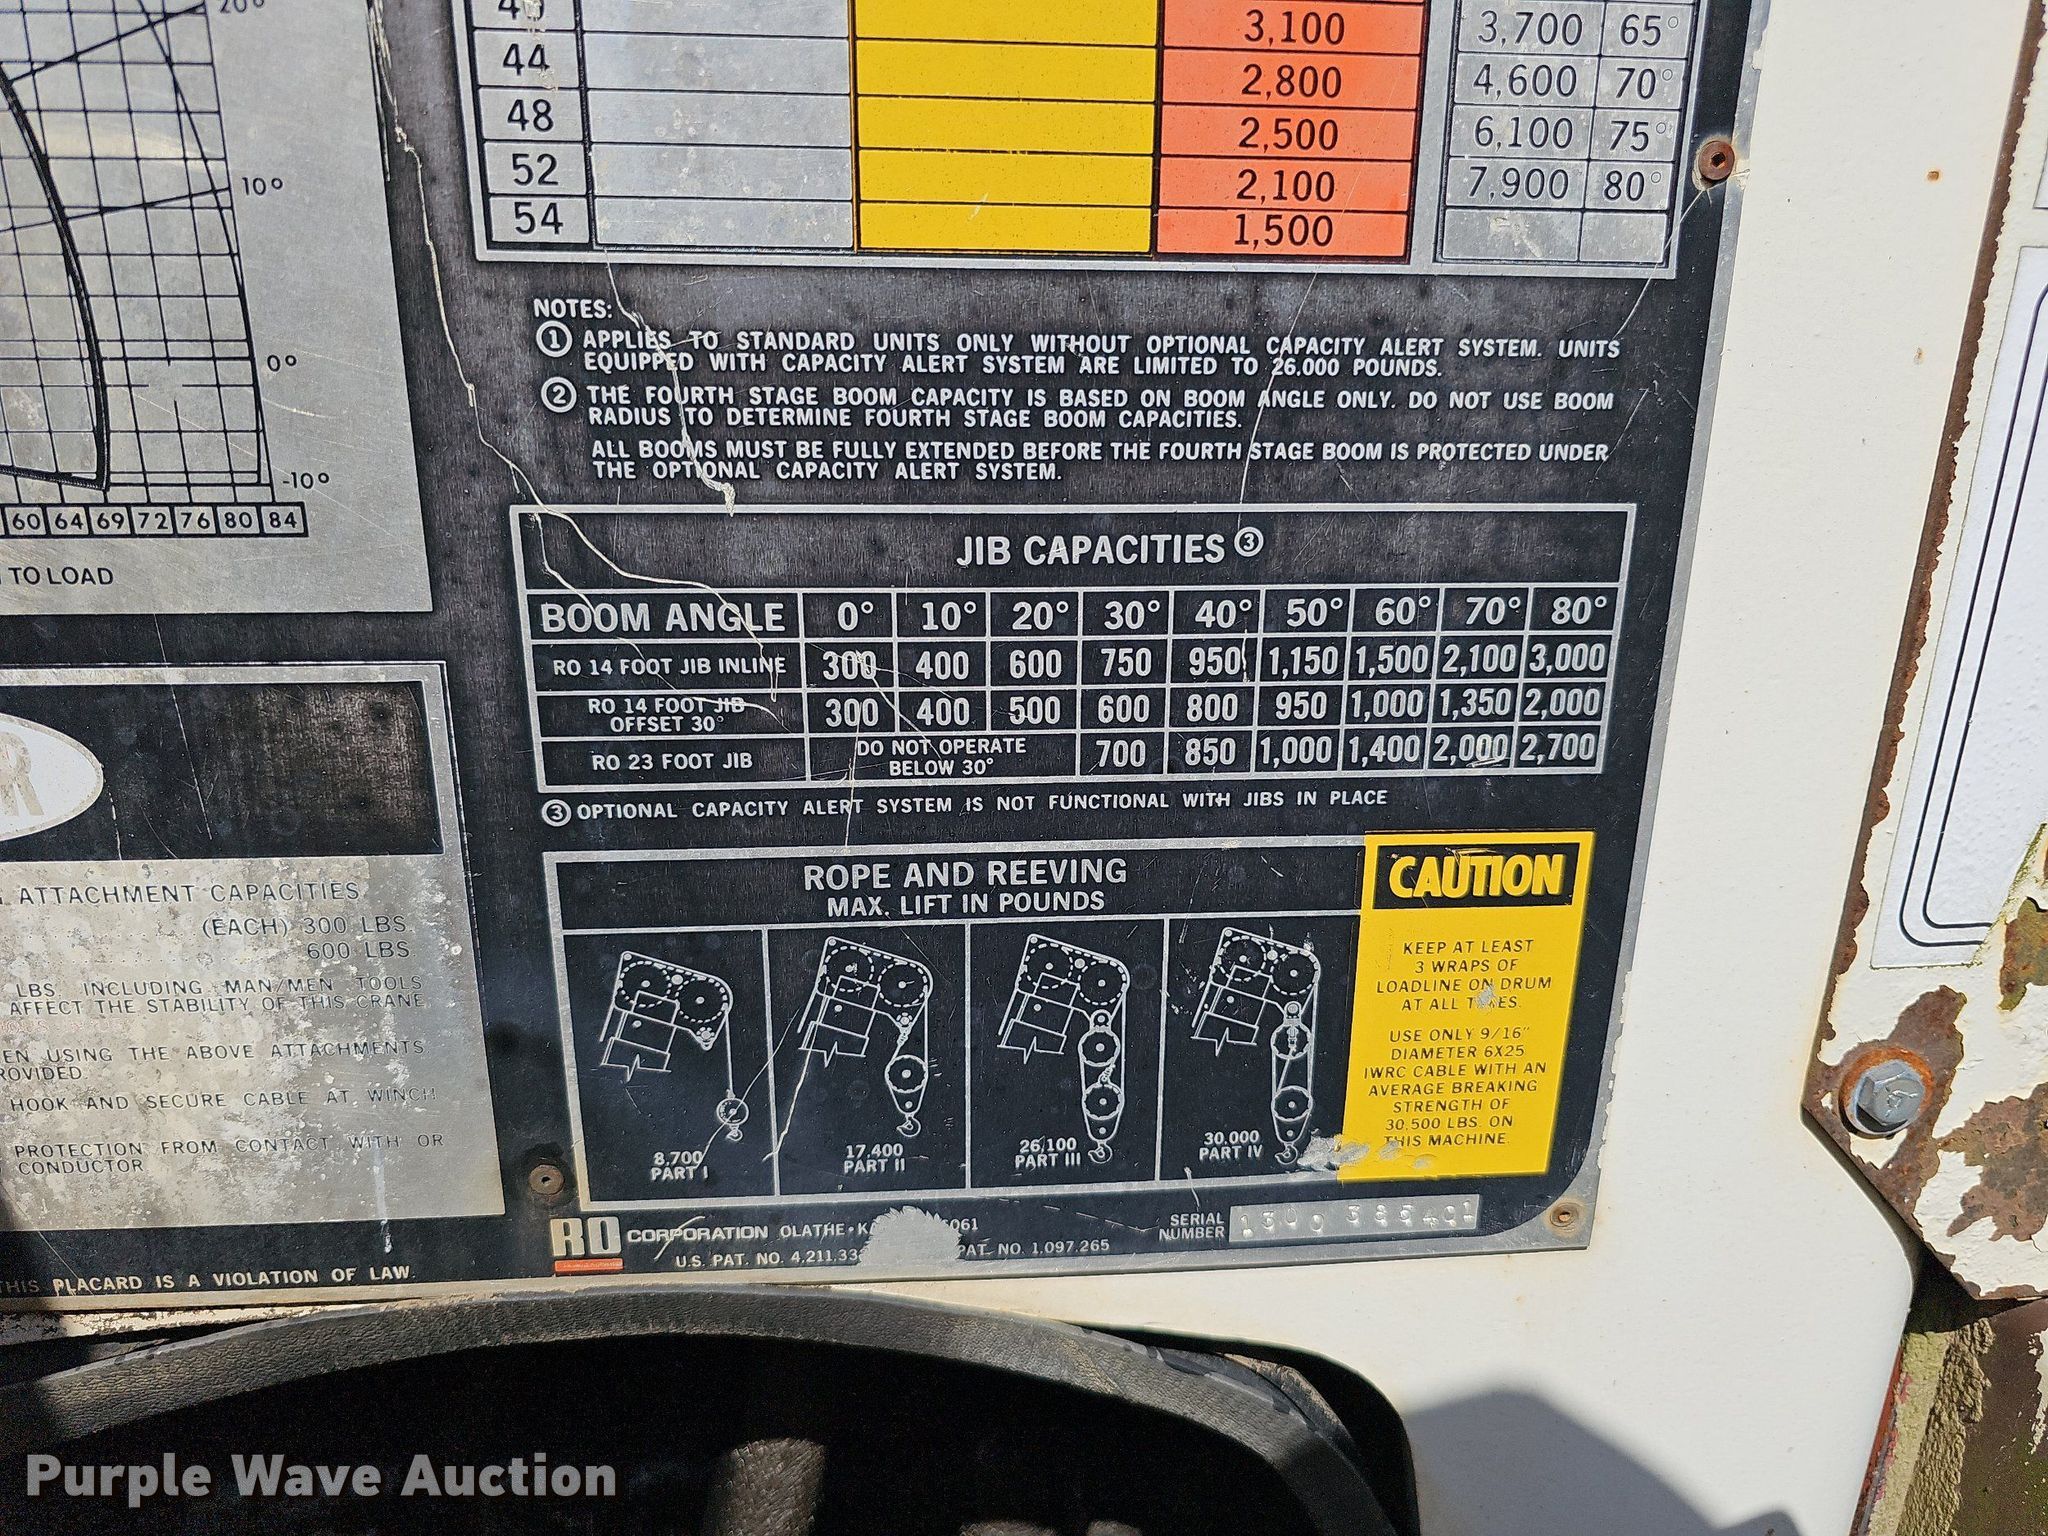 20°
10°
0°
-10°
60 64 69 72 76 80 84
TO LOAD
3,100 3,700 65°
44 2,800 4,600 70°
48 2,500 6,100 75°
52 2,100 7,900 80°
54 1,500
NOTES:
① APPLIES TO STANDARD UNITS ONLY WITHOUT OPTIONAL CAPACITY ALERT SYSTEM. UNITS
EQUIPPED WITH CAPACITY ALERT SYSTEM ARE LIMITED TO 26,000 POUNDS.
② THE FOURTH STAGE BOOM CAPACITY IS BASED ON BOOM ANGLE ONLY. DO NOT USE BOOM
RADIUS TO DETERMINE FOURTH STAGE BOOM CAPACITIES.
ALL BOOMS MUST BE FULLY EXTENDED BEFORE THE FOURTH STAGE BOOM IS PROTECTED UNDER
THE OPTIONAL CAPACITY ALERT SYSTEM.
JIB CAPACITIES ③
BOOM ANGLE 0° 10° 20° 30° 40° 50° 60° 70° 80°
RO 14 FOOT JIB INLINE 300 400 600 750 950 1,150 1,500 2,100 3,000
RO 14 FOOT JIB
OFFSET 30° 300 400 500 600 800 950 1,000 1,350 2,000
RO 23 FOOT JIB DO NOT OPERATE
BELOW 30° 700 850 1,000 1,400 2,000 2,700
③ OPTIONAL CAPACITY ALERT SYSTEM IS NOT FUNCTIONAL WITH JIBS IN PLACE
ATTACHMENT CAPACITIES
(EACH) 300 LBS.
600 LBS
LBS. INCLUDING MAN/MEN TOOLS
AFFECT THE STABILITY OF THIS CRANE
USING THE ABOVE ATTACHMENTS
HOOK AND SECURE CABLE AT WINCH
PROTECTION FROM CONTACT WITH OR
CONDUCTOR
THIS PLACARD IS A VIOLATION OF LAW.
ROPE AND REEVING
MAX. LIFT IN POUNDS
8,700
PART I
17,400
PART II
26,100
PART III
30,000
PART IV
CAUTION
KEEP AT LEAST
3 WRAPS OF
LOADLINE ON DRUM
AT ALL
USE ONLY 9/16"
DIAMETER 6X25
IWRC CABLE WITH AN
AVERAGE BREAKING
STRENGTH OF
30,500 LBS. ON
THIS MACHINE.
RO CORPORATION OLATHE
U.S. PAT. NO. PAT. NO. 1,097,265
SERIAL
NUMBER
Purple Wave Auction